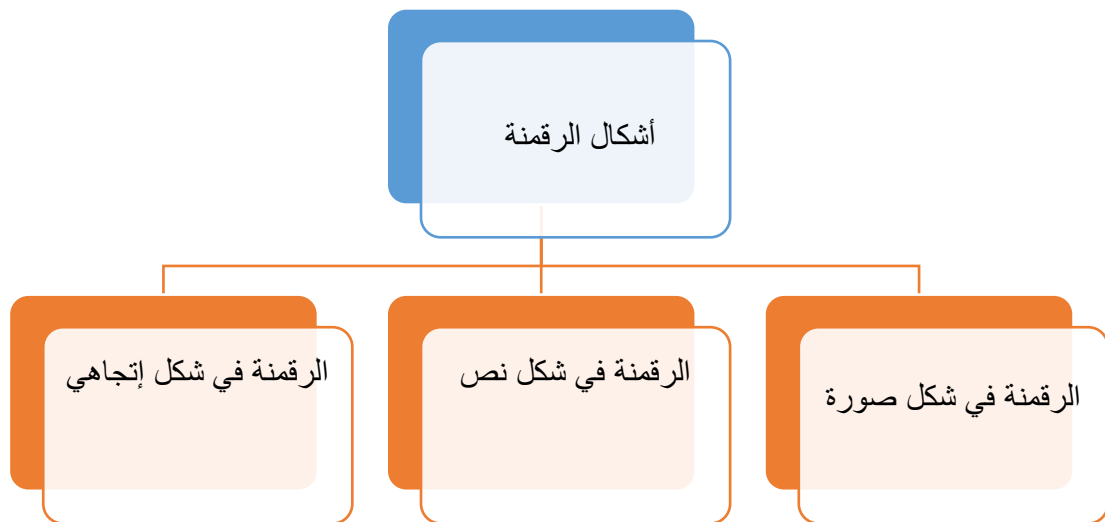 أشكال الرقمنة
الرقمنة في شكل صورة
الرقمنة في شكل نص
الرقمنة في شكل إتجاهي